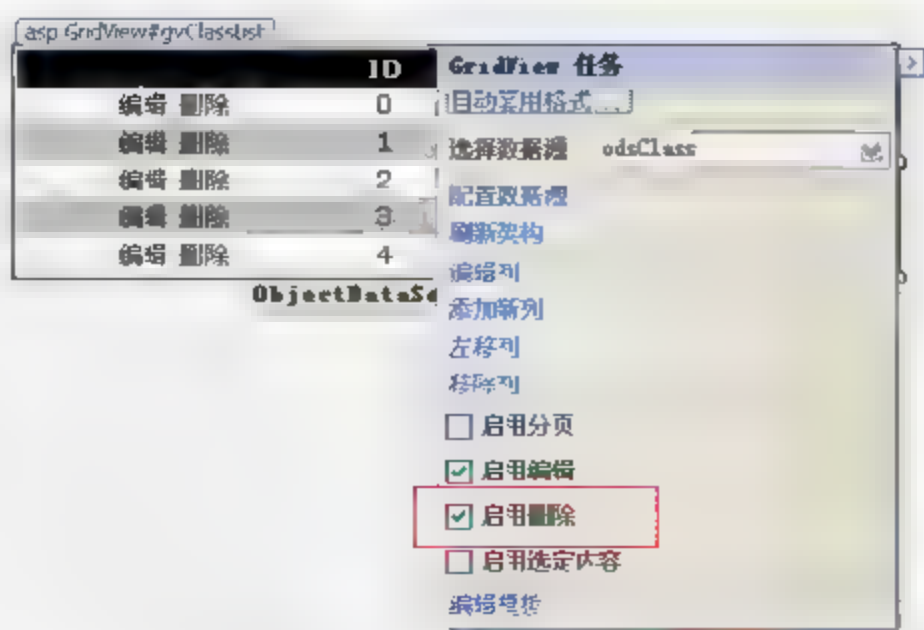 asp:GridView#gvClassList
ID
编辑 删除 0
编辑 删除 1
编辑 删除 2
编辑 删除 3
编辑 删除 4
ObjectDataSo
GridView 任务
自动套用格式...
选择数据源 odsClass
配置数据源
刷新架构
编辑列
添加新列
左移列
移除列
启用分页
启用编辑
启用删除
启用选定内容
编辑模板